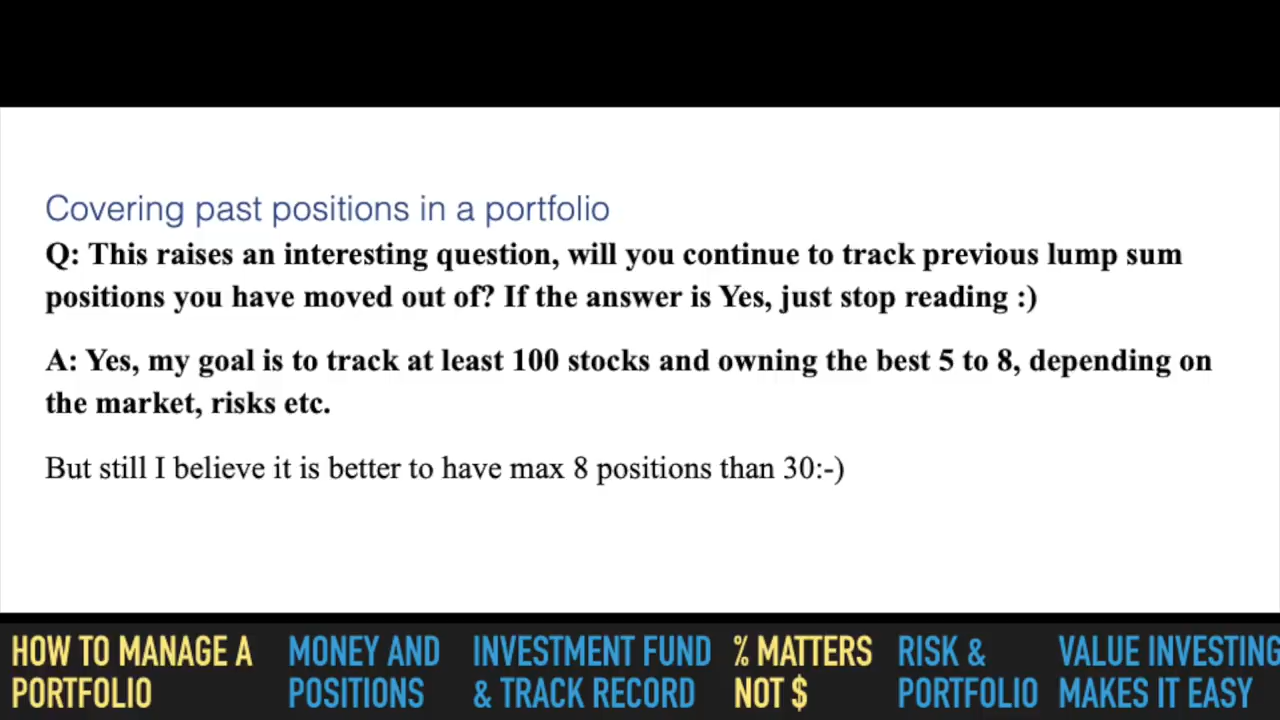 Covering past positions in a portfolio
Q: This raises an interesting question, will you continue to track previous lump sum
positions you have moved out of? If the answer is Yes, just stop reading :)
A: Yes, my goal is to track at least 100 stocks and owning the best 5 to 8, depending on
the market, risks etc.
But still I believe it is better to have max 8 positions than 30:-)
HOW TO MANAGE A
PORTFOLIO
MONEY AND
POSITIONS
INVESTMENT FUND
& TRACK RECORD
% MATTERS
NOT $
RISK &
PORTFOLIO
VALUE INVESTING
MAKES IT EASY